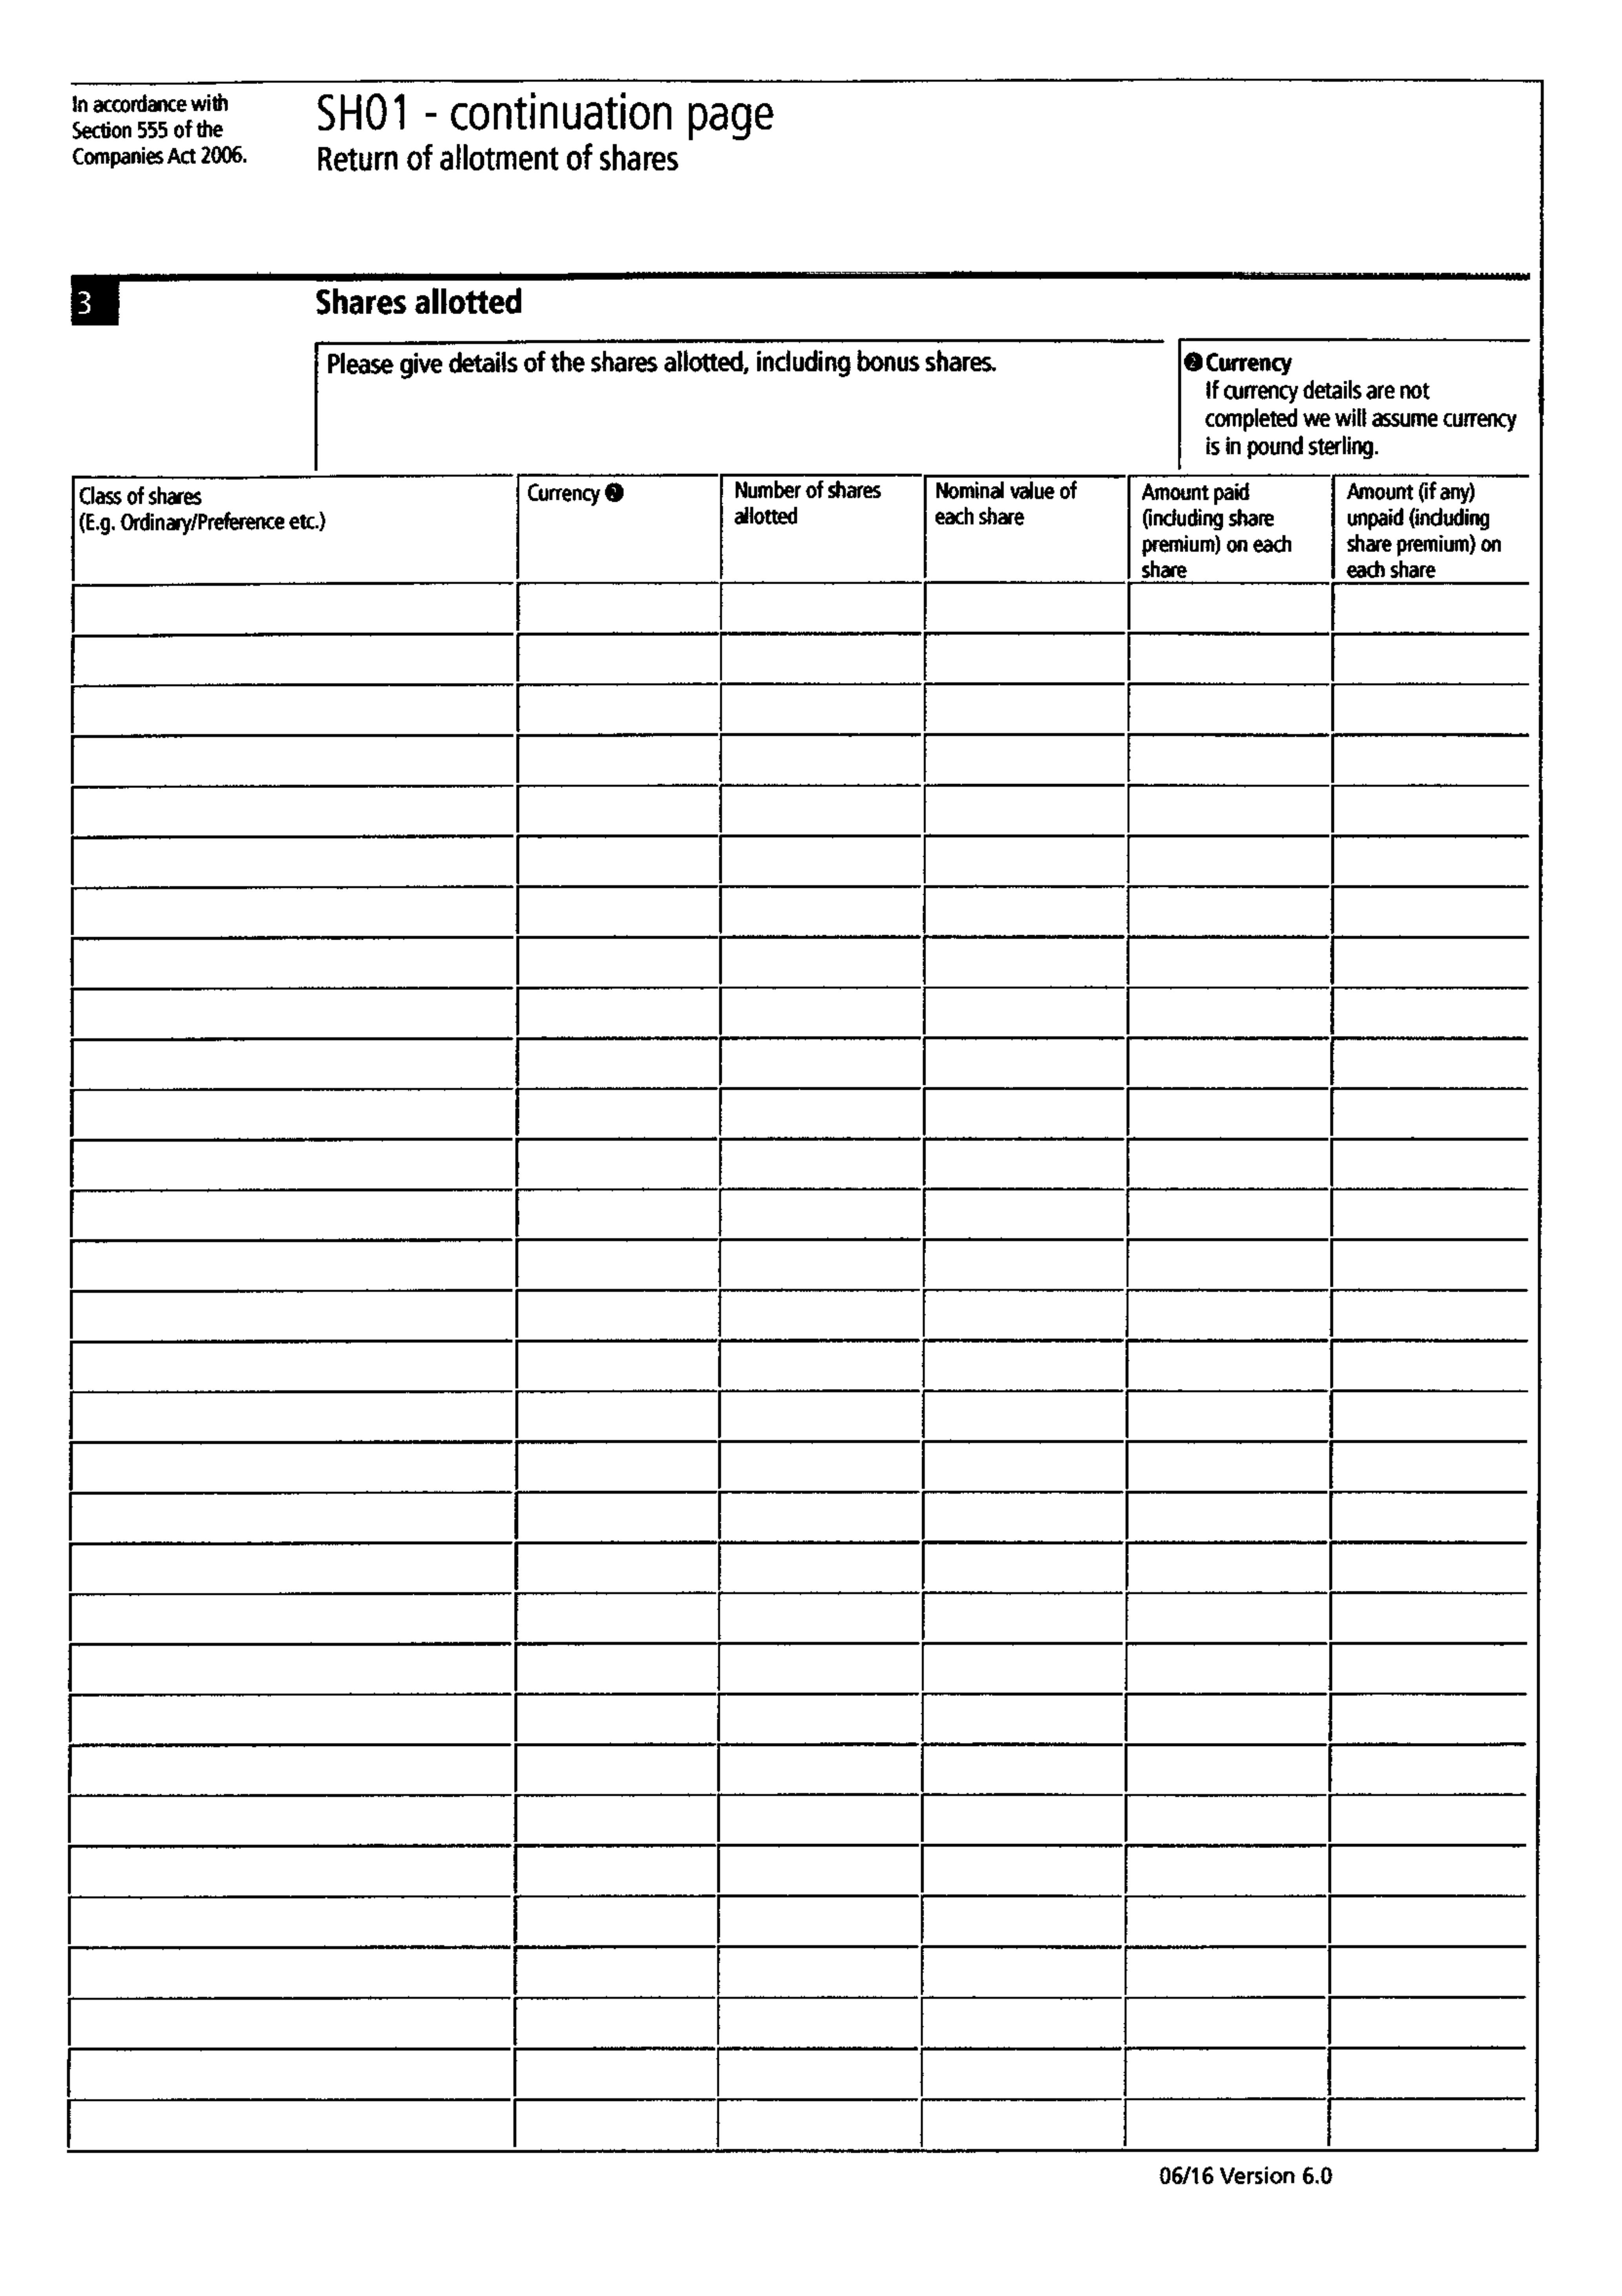 In accordance with
Section 555 of the
Companies Act 2006.
SH01 - continuation page
Return of allotment of shares
3
Shares allotted
Please give details of the shares allotted, including bonus shares.
❷ Currency
If currency details are not
completed we will assume currency
is in pound sterling.
Class of shares
(E.g. Ordinary/Preference etc.)
Currency ❷
Number of shares
allotted
Nominal value of
each share
Amount paid
(including share
premium) on each
share
Amount (if any)
unpaid (including
share premium) on
each share
06/16 Version 6.0